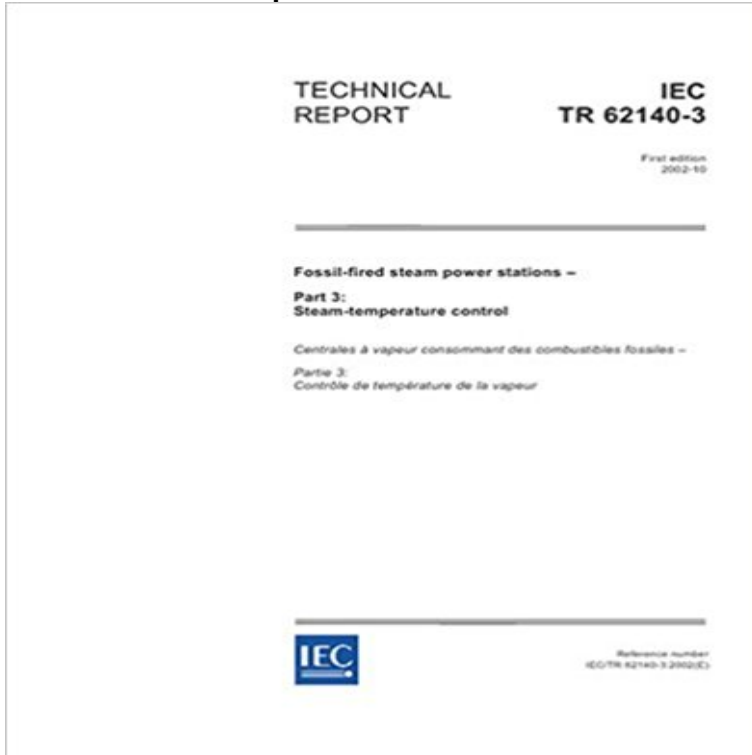 TECHNICAL
REPORT
IEC
TR 62140-3
First edition
2002-10
Fossil-fired steam power stations –
Part 3:
Steam-temperature control
Centrales à vapeur consommant des combustibles fossiles –
Partie 3:
Contrôle de température de la vapeur
IEC
Reference number
IEC/TR 62140-3:2002(E)